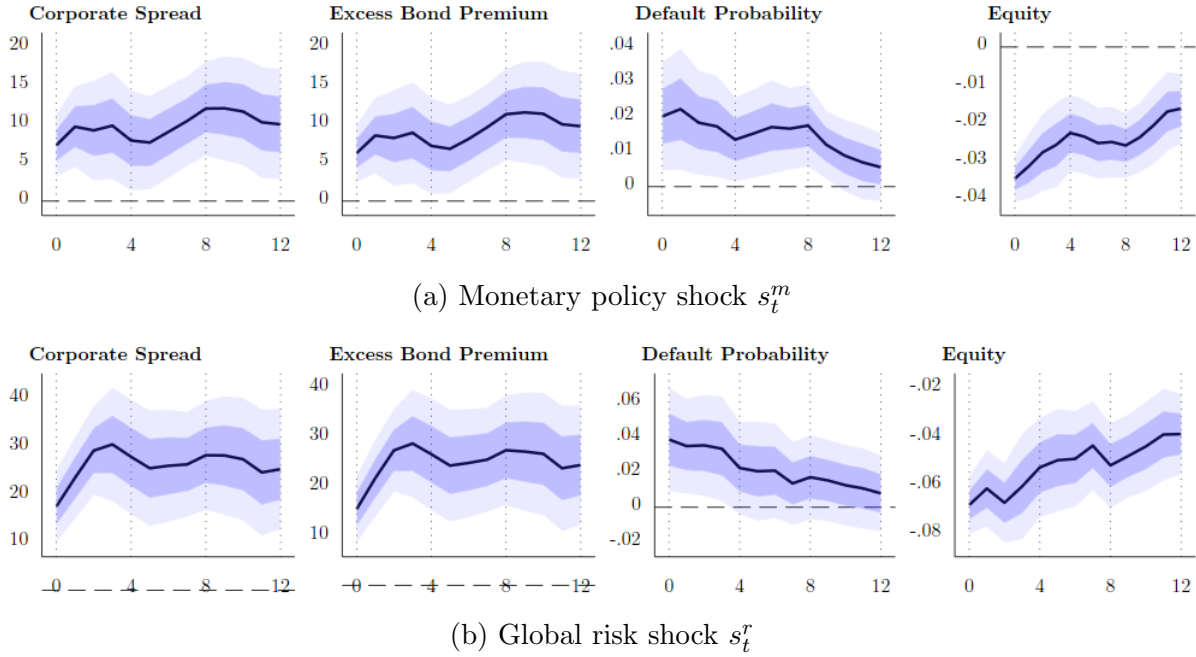 Corporate Spread Excess Bond Premium Default Probability Equity
20 20 .04 0
15 15 .03 -.01
10 10 .02 -.02
5 5 .01 -.03
0 0 0 -.04
0 4 8 12 0 4 8 12 0 4 8 12 0 4 8 12
(a) Monetary policy shock s_t^m
Corporate Spread Excess Bond Premium Default Probability Equity
40 40 .06 -.02
30 30 .04 -.04
20 20 .02 -.06
10 10 0 -.08
-.02
0 4 8 12 0 4 8 12 0 4 8 12 0 4 8 12
(b) Global risk shock s_t^r